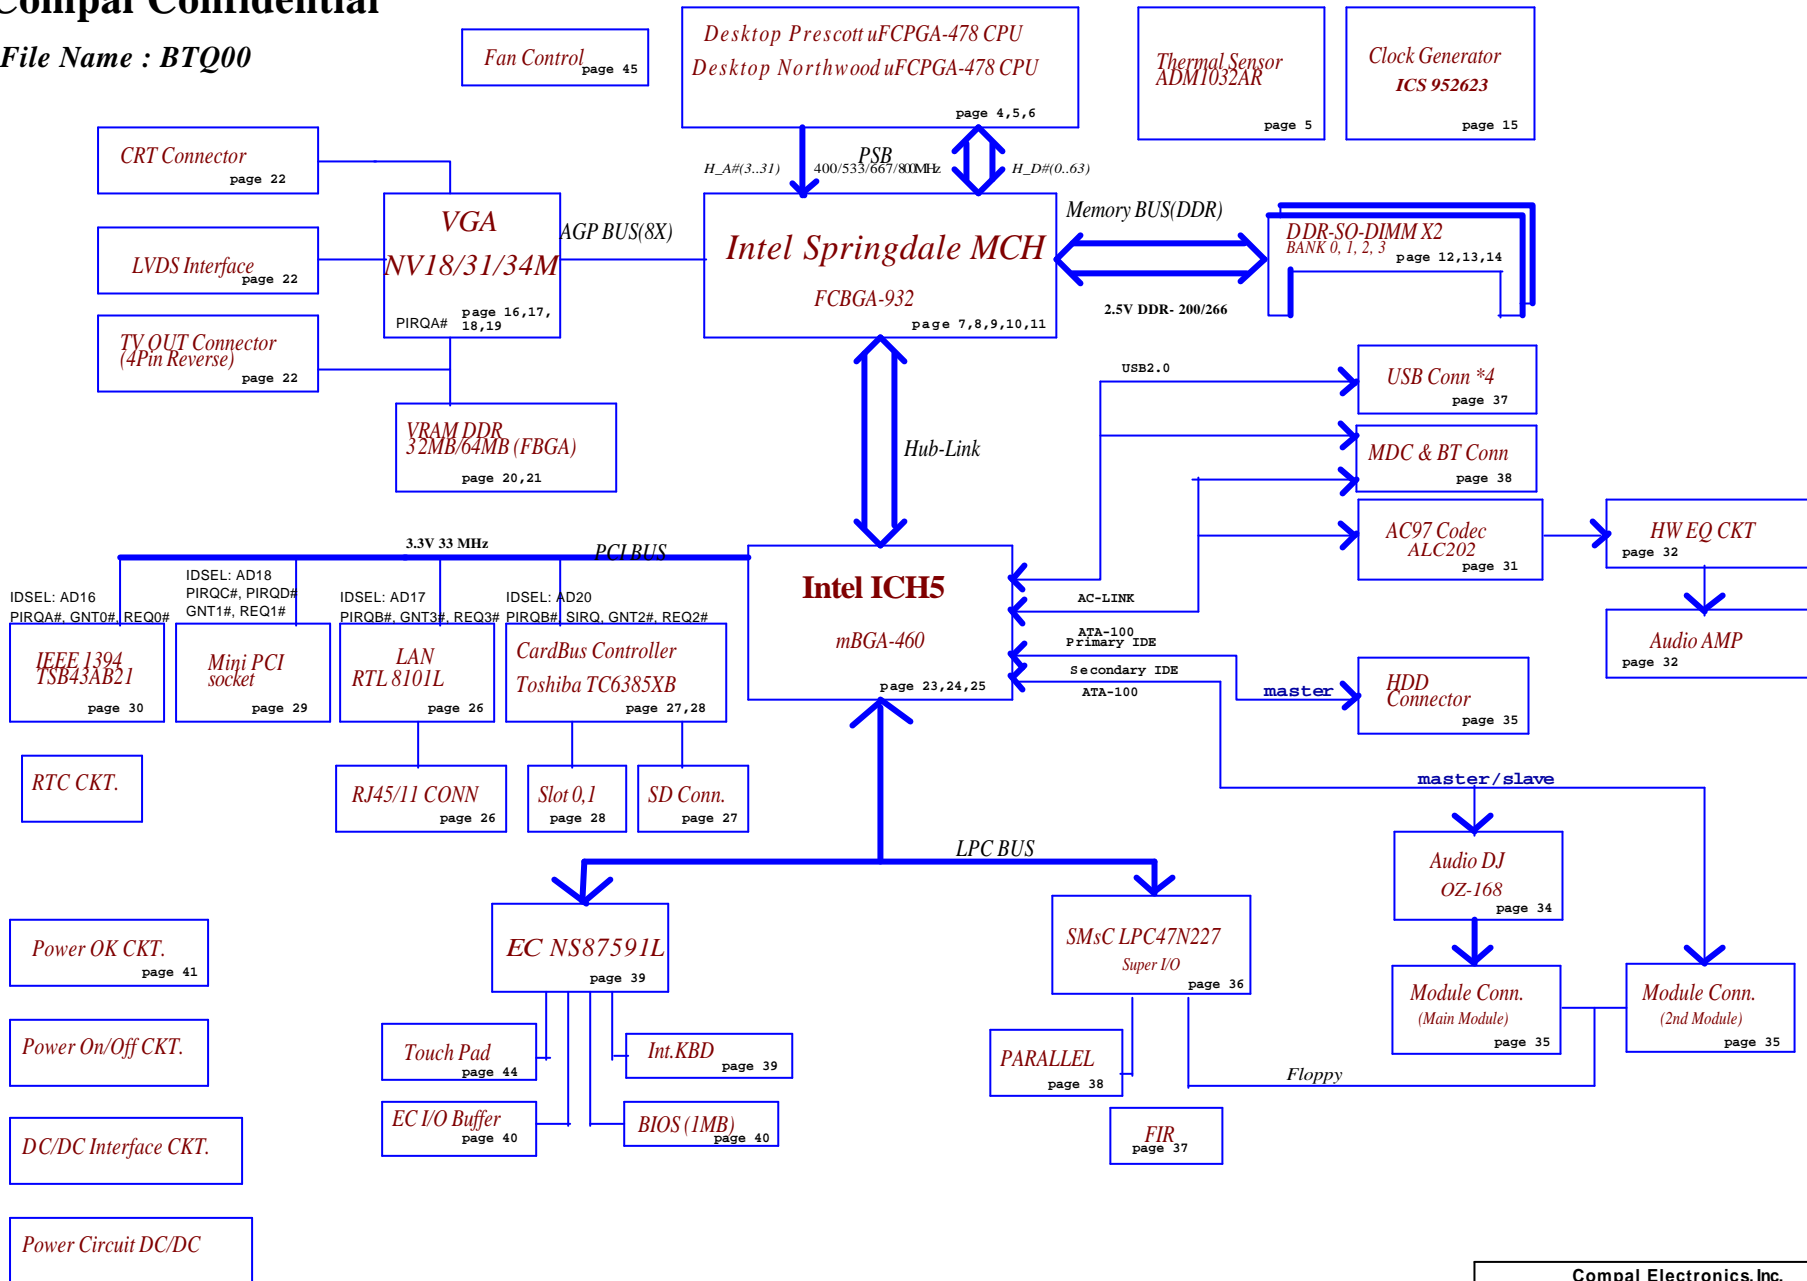 Compal Confidential
File Name : BTQ00
Fan Control
page 45
Desktop Prescott uFCPGA-478 CPU
Desktop Northwood uFCPGA-478 CPU
page 4,5,6
Thermal Sensor
ADM1032AR
page 5
Clock Generator
ICS 952623
page 15
CRT Connector
page 22
LVDS Interface
page 22
TV OUT Connector
(4Pin Reverse)
page 22
VGA
NV18/31/34M
PIRQA#
page 16,17,
18,19
AGP BUS(8X)
H_A#(3..31)
PSB
400/533/667/800MHz
H_D#(0..63)
Intel Springdale MCH
FCBGA-932
page 7,8,9,10,11
Memory BUS(DDR)
2.5V DDR- 200/266
DDR-SO-DIMM X2
BANK 0, 1, 2, 3
page 12,13,14
VRAM DDR
32MB/64MB (FBGA)
page 20,21
Hub-Link
USB2.0
USB Conn *4
page 37
MDC & BT Conn
page 38
AC97 Codec
ALC202
page 31
HW EQ CKT
page 32
Audio AMP
page 32
3.3V 33 MHz
PCI BUS
Intel ICH5
mBGA-460
page 23,24,25
AC-LINK
ATA-100
Primary IDE
Secondary IDE
ATA-100
master
HDD
Connector
page 35
IDSEL: AD16
PIRQA#, GNT0#, REQ0#
IDSEL: AD18
PIRQC#, PIRQD#
GNT1#, REQ1#
IDSEL: AD17
PIRQB#, GNT3#, REQ3#
IDSEL: AD20
PIRQB#, SIRQ, GNT2#, REQ2#
IEEE 1394
TSB43AB21
page 30
Mini PCI
socket
page 29
LAN
RTL 8101L
page 26
CardBus Controller
Toshiba TC6385XB
page 27,28
RTC CKT.
RJ45/11 CONN
page 26
Slot 0,1
page 28
SD Conn.
page 27
master/slave
Audio DJ
OZ-168
page 34
LPC BUS
Power OK CKT.
page 41
EC NS87591L
page 39
SMsC LPC47N227
Super I/O
page 36
Module Conn.
(Main Module)
page 35
Module Conn.
(2nd Module)
page 35
Power On/Off CKT.
Touch Pad
page 44
Int.KBD
page 39
PARALLEL
page 38
Floppy
EC I/O Buffer
page 40
BIOS (1MB)
page 40
FIR
page 37
DC/DC Interface CKT.
Power Circuit DC/DC
Compal Electronics, Inc.